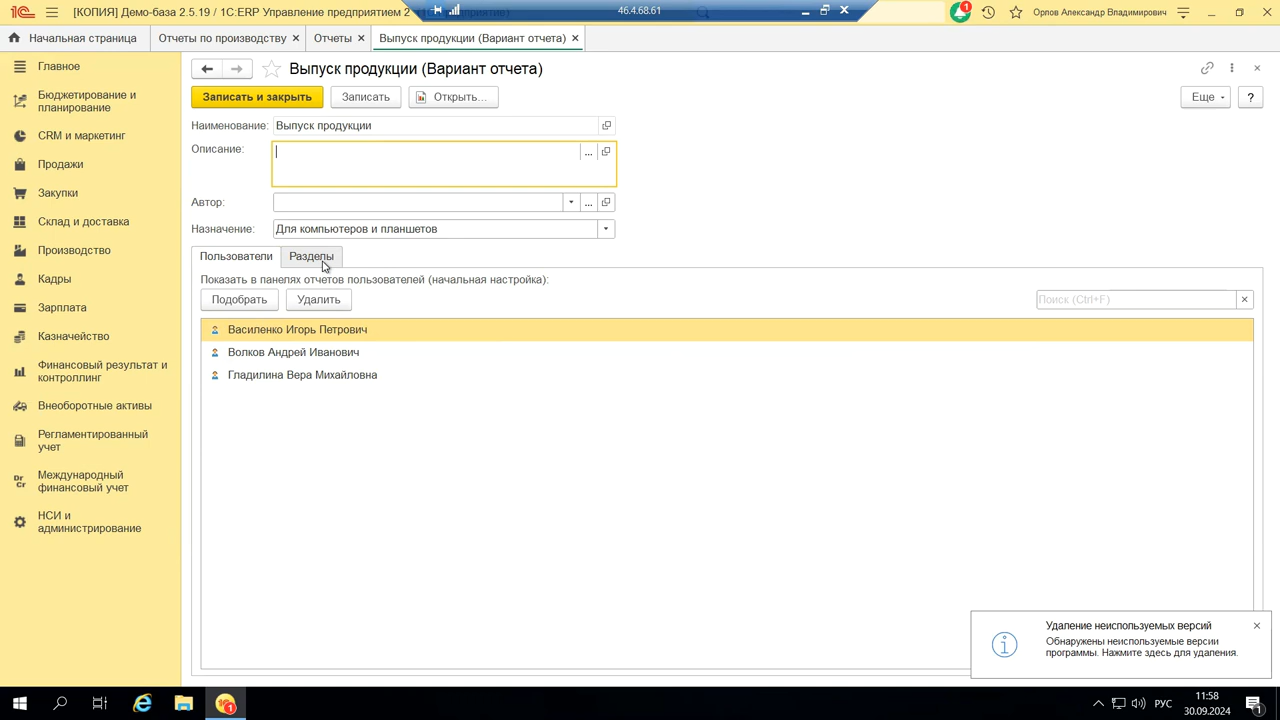 [КОПИЯ] Демо-база 2.5.19 / 1С:ERP Управление предприятием 2
46.4.68.61
Орлов Александр Владимирович
Начальная страница
Отчеты по производству
Отчеты
Выпуск продукции (Вариант отчета)
Главное
Бюджетирование и
планирование
CRM и маркетинг
Продажи
Закупки
Склад и доставка
Производство
Кадры
Зарплата
Казначейство
Финансовый результат и
контроллинг
Внеоборотные активы
Регламентированный
учет
Международный
финансовый учет
НСИ и
администрирование
Выпуск продукции (Вариант отчета)
Записать и закрыть
Записать
Открыть...
Еще
?
Наименование: Выпуск продукции
Описание:
Автор:
Назначение: Для компьютеров и планшетов
Пользователи
Разделы
Показать в панелях отчетов пользователей (начальная настройка):
Подобрать
Удалить
Поиск (Ctrl+F)
Василенко Игорь Петрович
Волков Андрей Иванович
Гладилина Вера Михайловна
Удаление неиспользуемых версий
Обнаружены неиспользуемые версии
программы. Нажмите здесь для удаления.
РУС
11:58
30.09.2024